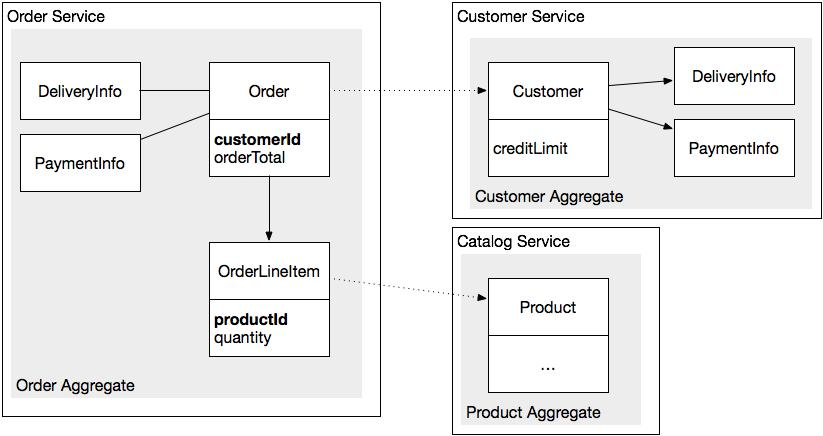 Order Service
DeliveryInfo
Order
PaymentInfo
customerId
orderTotal
OrderLineItem
productId
quantity
Order Aggregate
Customer Service
Customer
DeliveryInfo
creditLimit
PaymentInfo
Customer Aggregate
Catalog Service
Product
...
Product Aggregate